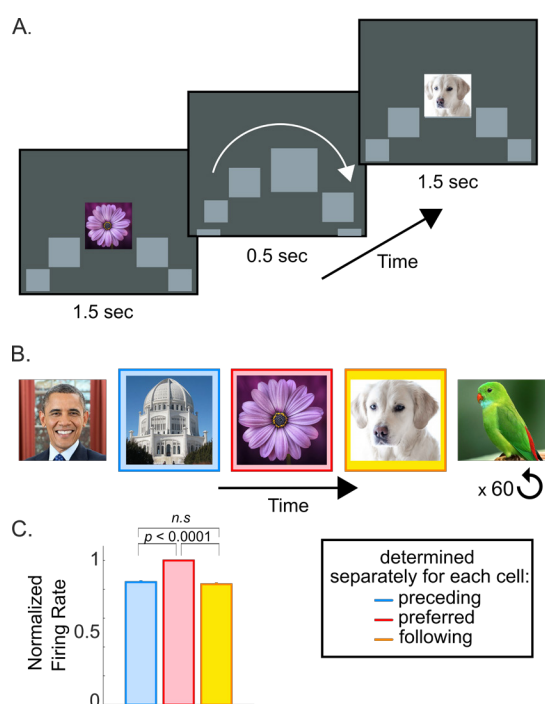 A.
1.5 sec
0.5 sec
1.5 sec
Time
B.
Time
x 60
C.
n.s
p < 0.0001
1
0.5
0
Normalized
Firing Rate
determined
separately for each cell:
preceding
preferred
following